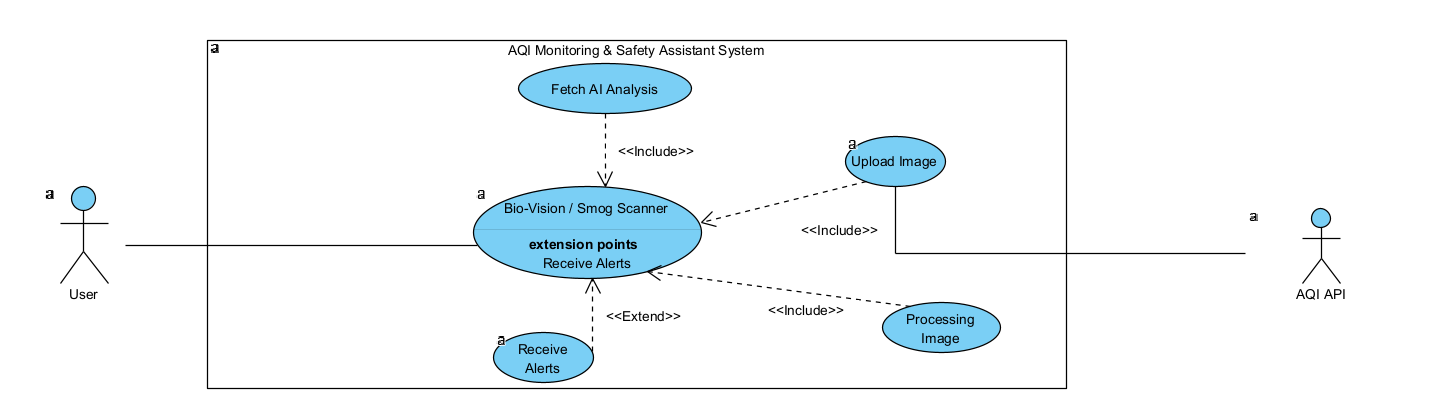 a
AQI Monitoring & Safety Assistant System
Fetch AI Analysis
<<Include>>
a
Upload Image
a
User
a
Bio-Vision / Smog Scanner
extension points
Receive Alerts
<<Include>>
a
AQI API
<<Extend>>
<<Include>>
Processing
Image
a
Receive
Alerts